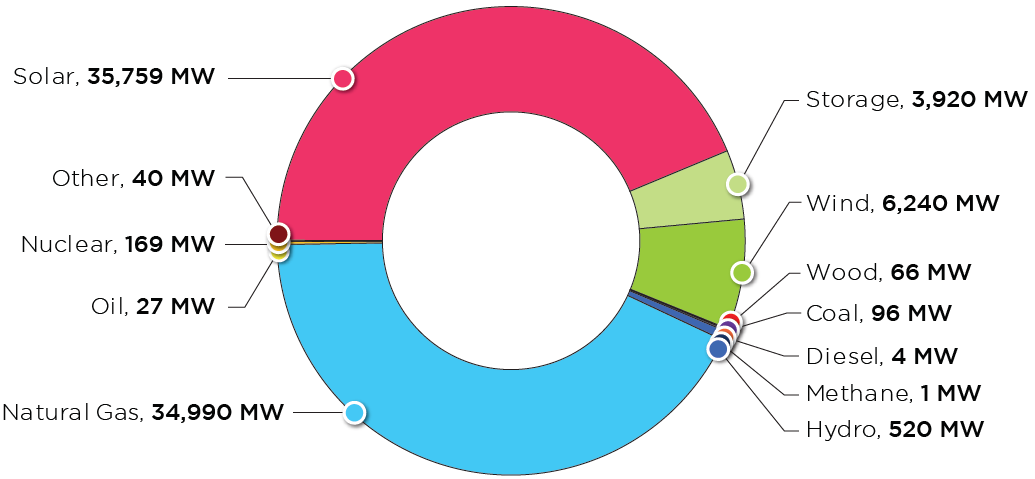 Solar, 35,759 MW
Other, 40 MW
Nuclear, 169 MW
Oil, 27 MW
Natural Gas, 34,990 MW
Storage, 3,920 MW
Wind, 6,240 MW
Wood, 66 MW
Coal, 96 MW
Diesel, 4 MW
Methane, 1 MW
Hydro, 520 MW